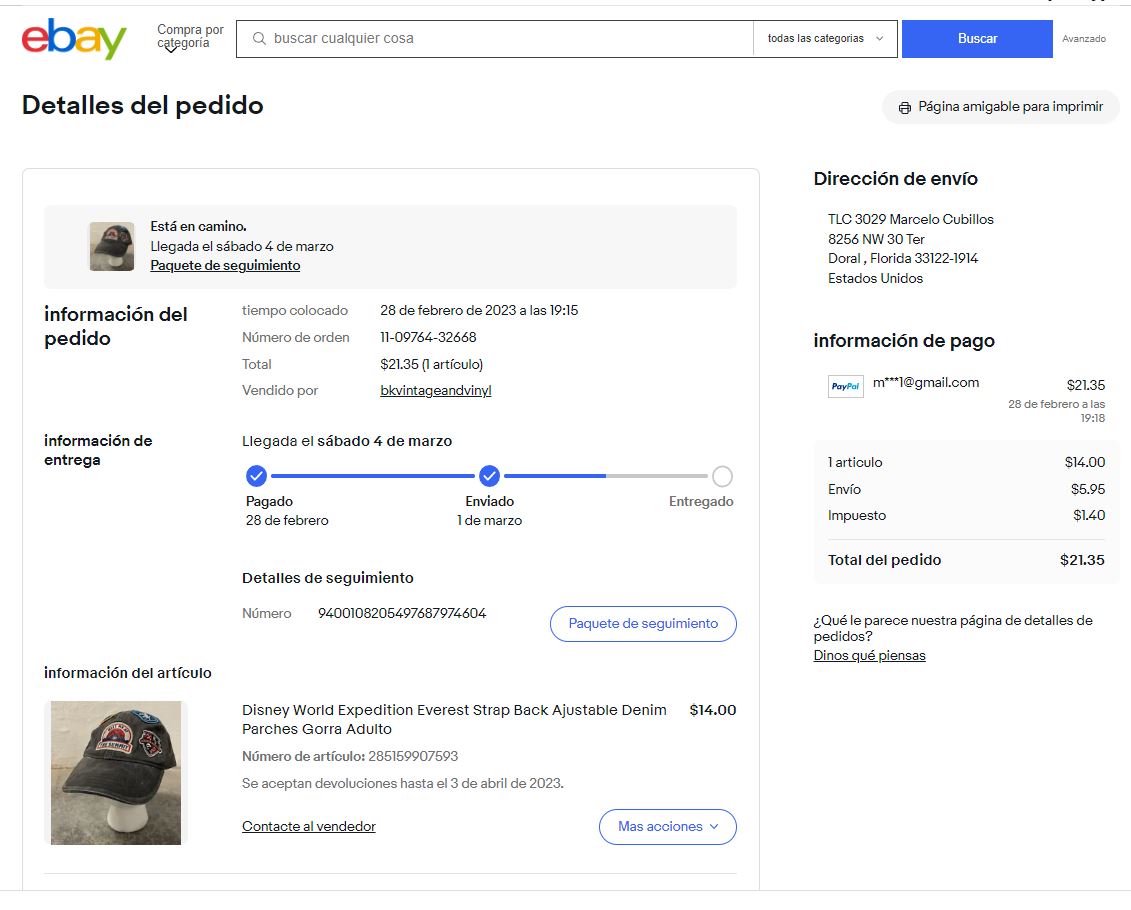 ebay
Compra por
categoría
buscar cualquier cosa
todas las categorias
Buscar
Avanzado
Detalles del pedido
Página amigable para imprimir
Está en camino.
Llegada el sábado 4 de marzo
Paquete de seguimiento
información del
pedido
tiempo colocado 28 de febrero de 2023 a las 19:15
Número de orden 11-09764-32668
Total $21.35 (1 artículo)
Vendido por bkvintageandvinyl
información de
entrega
Llegada el sábado 4 de marzo
Pagado Enviado Entregado
28 de febrero 1 de marzo
Detalles de seguimiento
Número 9400108205497687974604
Paquete de seguimiento
información del artículo
Disney World Expedition Everest Strap Back Ajustable Denim $14.00
Parches Gorra Adulto
Número de artículo: 285159907593
Se aceptan devoluciones hasta el 3 de abril de 2023.
Contacte al vendedor
Mas acciones
Dirección de envío
TLC 3029 Marcelo Cubillos
8256 NW 30 Ter
Doral , Florida 33122-1914
Estados Unidos
información de pago
PayPal m***1@gmail.com $21.35
28 de febrero a las
19:18
1 articulo $14.00
Envío $5.95
Impuesto $1.40
Total del pedido $21.35
¿Qué le parece nuestra página de detalles de
pedidos?
Dinos qué piensas